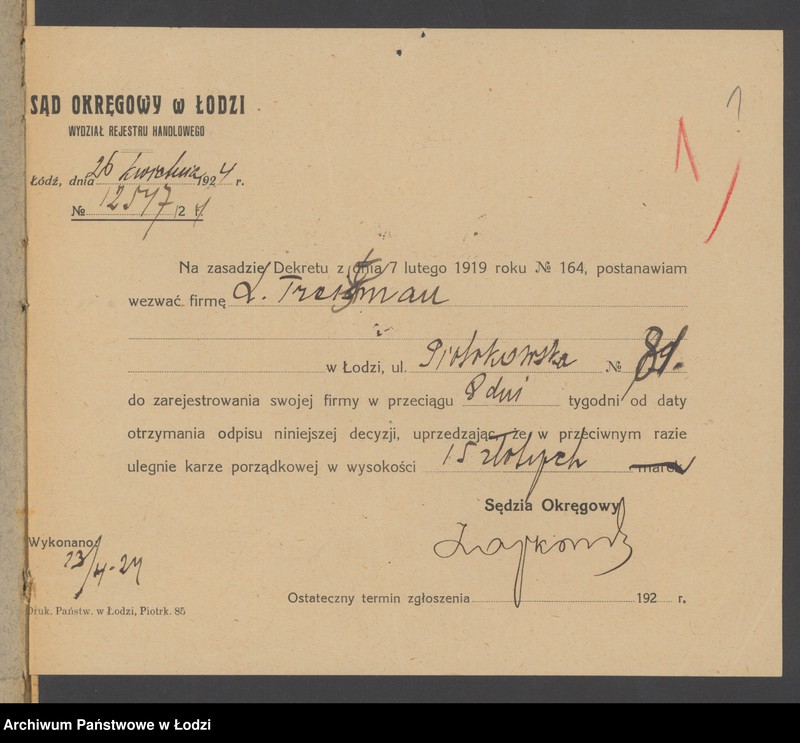 SĄD OKRĘGOWY w ŁODZI
WYDZIAŁ REJESTRU HANDLOWEGO
Łódź, dnia 26 kwietnia 1924 r.
№ 12547/24
1
Na zasadzie Dekretu z dnia 7 lutego 1919 roku № 164, postanawiam
wezwać firmę
w Łodzi, ul. Piotrkowska № 81.
do zarejestrowania swojej firmy w przeciągu 8 dni tygodni od daty
otrzymania odpisu niniejszej decyzji, uprzedzając, że w przeciwnym razie
ulegnie karze porządkowej w wysokości 15 złotych marek
Sędzia Okręgowy
Wykonano:
23/4-24
Ostateczny termin zgłoszenia 192 r.
Druk. Państw. w Łodzi, Piotrk. 85
Archiwum Państwowe w Łodzi